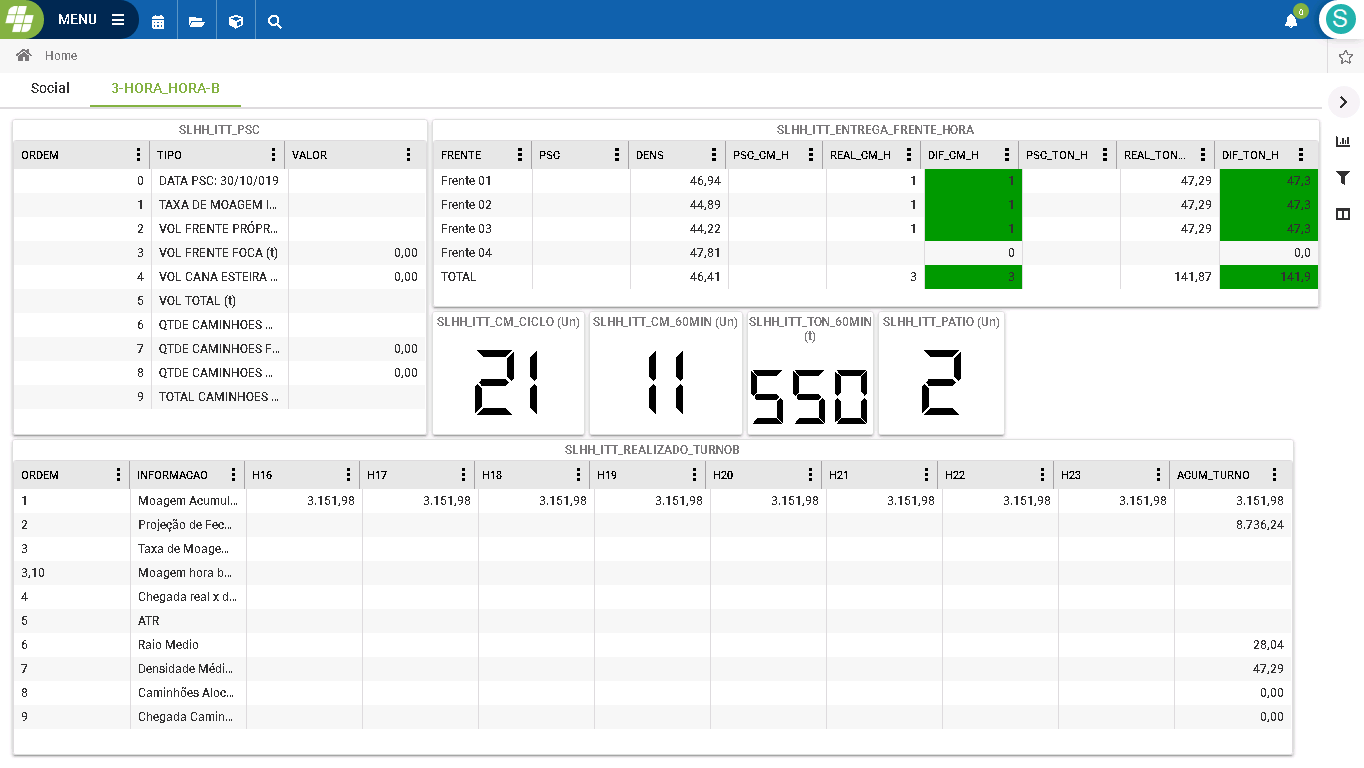 MENU
0
S
Home
Social 3-HORA_HORA-B
SLHH_ITT_PSC
ORDEM TIPO VALOR
0 DATA PSC: 30/10/019
1 TAXA DE MOAGEM I...
2 VOL FRENTE PRÓPR...
3 VOL FRENTE FOCA (t) 0,00
4 VOL CANA ESTEIRA ... 0,00
5 VOL TOTAL (t)
6 QTDE CAMINHOES ...
7 QTDE CAMINHOES F... 0,00
8 QTDE CAMINHOES ... 0,00
9 TOTAL CAMINHOES ...
SLHH_ITT_ENTREGA_FRENTE_HORA
FRENTE PSC DENS PSC_CM_H REAL_CM_H DIF_CM_H PSC_TON_H REAL_TON... DIF_TON_H
Frente 01 46,94 1 1 47,29 47,3
Frente 02 44,89 1 1 47,29 47,3
Frente 03 44,22 1 1 47,29 47,3
Frente 04 47,81 0 0,0
TOTAL 46,41 3 3 141,87 141,9
SLHH_ITT_CM_CICLO (Un)
21
SLHH_ITT_CM_60MIN (Un)
11
SLHH_ITT_TON_60MIN
(t)
550
SLHH_ITT_PATIO (Un)
2
SLHH_ITT_REALIZADO_TURNOB
ORDEM INFORMACAO H16 H17 H18 H19 H20 H21 H22 H23 ACUM_TURNO
1 Moagem Acumul... 3.151,98 3.151,98 3.151,98 3.151,98 3.151,98 3.151,98 3.151,98 3.151,98 3.151,98
2 Projeção de Fec... 8.736,24
3 Taxa de Moage...
3,10 Moagem hora b...
4 Chegada real x d...
5 ATR
6 Raio Medio 28,04
7 Densidade Médi... 47,29
8 Caminhões Aloc... 0,00
9 Chegada Camin... 0,00